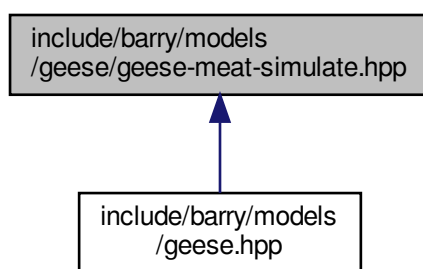 include/barry/models
/geese/geese-meat-simulate.hpp
include/barry/models
/geese.hpp